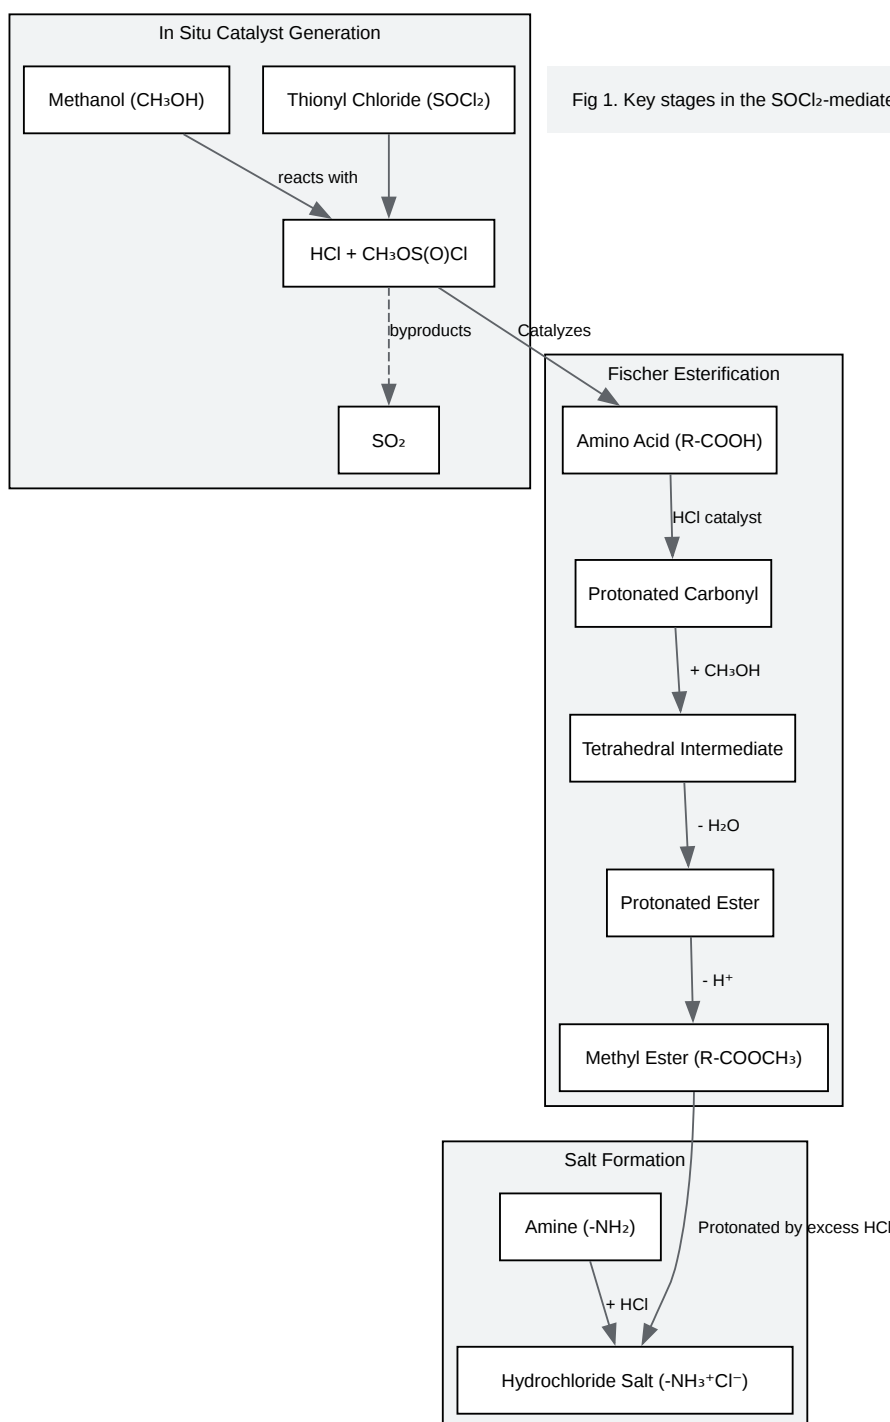 In Situ Catalyst Generation
Methanol (CH₃OH)
Thionyl Chloride (SOCl₂)
Fig 1. Key stages in the SOCl₂-mediate
reacts with
HCl + CH₃OS(O)Cl
byproducts
Catalyzes
SO₂
Fischer Esterification
Amino Acid (R-COOH)
HCl catalyst
Protonated Carbonyl
+ CH₃OH
Tetrahedral Intermediate
- H₂O
Protonated Ester
- H⁺
Methyl Ester (R-COOCH₃)
Salt Formation
Amine (-NH₂)
Protonated by excess HCl
+ HCl
Hydrochloride Salt (-NH₃⁺Cl⁻)